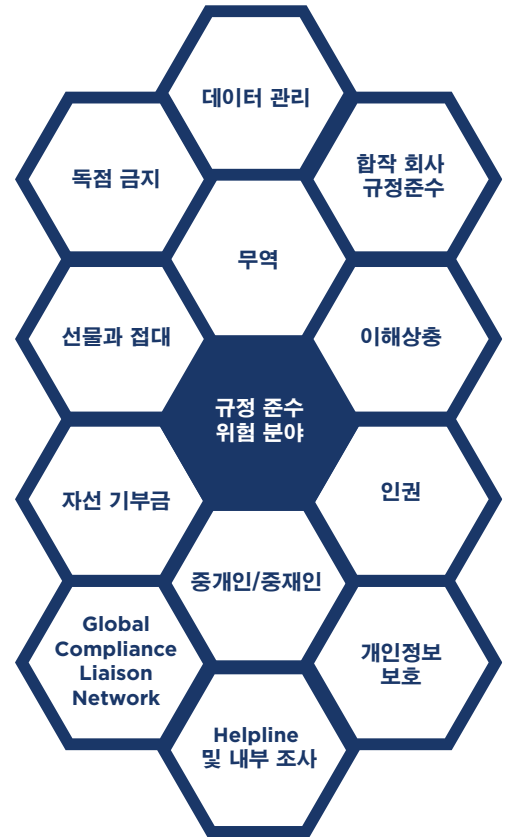 데이터 관리
독점 금지
합작 회사
규정준수
무역
선물과 접대
이해상충
규정 준수
위험 분야
자선 기부금
인권
중개인/중재인
Global
Compliance
Liaison
Network
개인정보
보호
Helpline
및 내부 조사